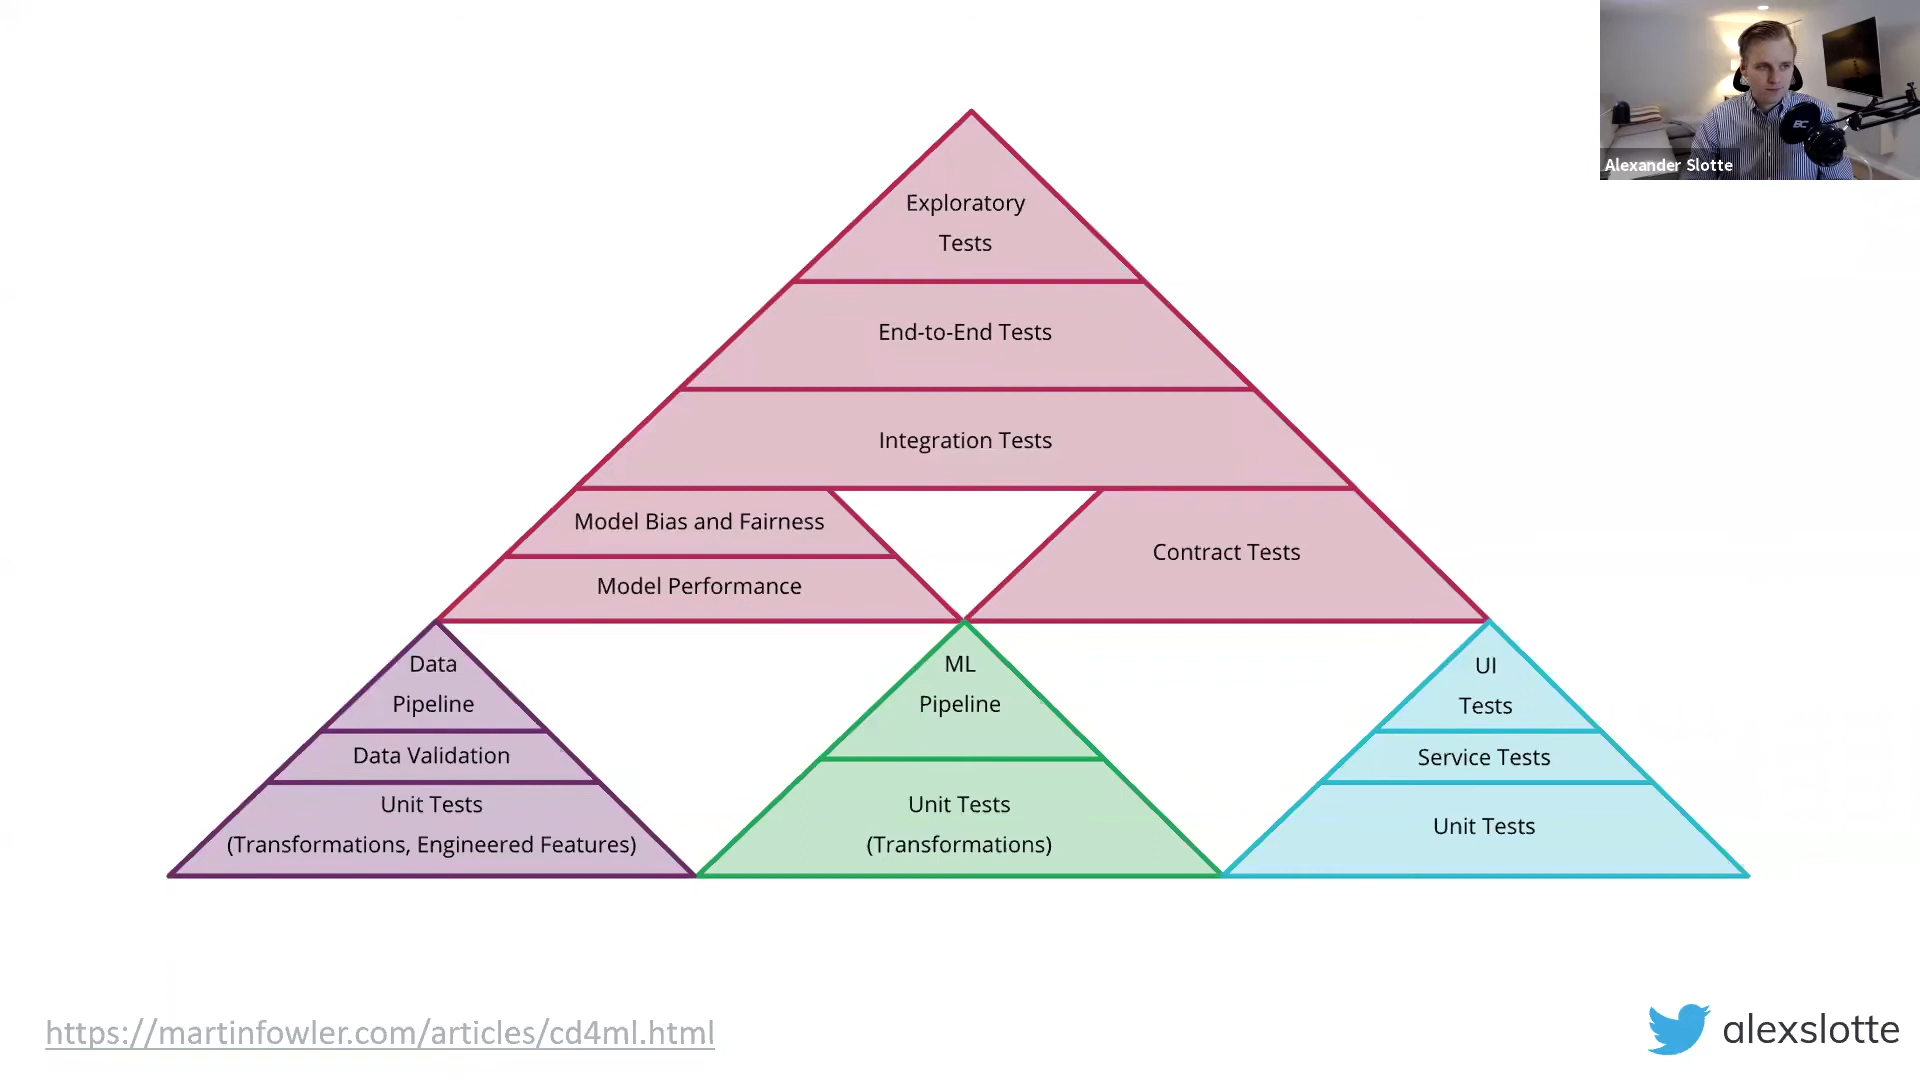 Alexander Slotte
Exploratory
Tests
End-to-End Tests
Integration Tests
Model Bias and Fairness
Model Performance
Contract Tests
Data
Pipeline
Data Validation
Unit Tests
(Transformations, Engineered Features)
ML
Pipeline
Unit Tests
(Transformations)
UI
Tests
Service Tests
Unit Tests
https://martinfowler.com/articles/cd4ml.html
alexslotte